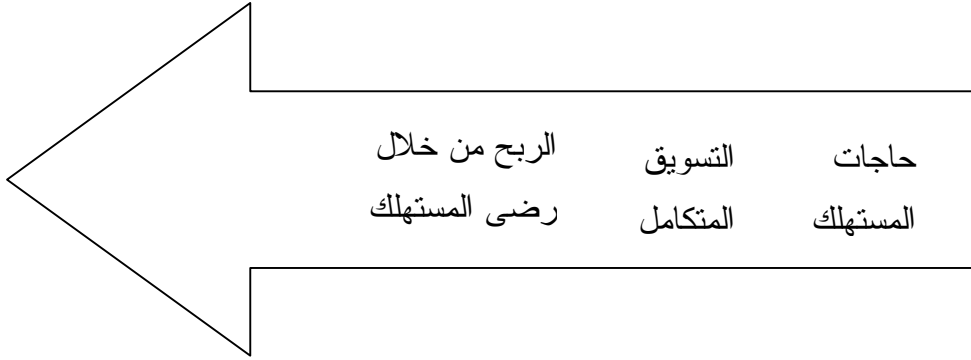 حاجات
المستهلك
التسويق
المتكامل
الربح من خلال
رضى المستهلك